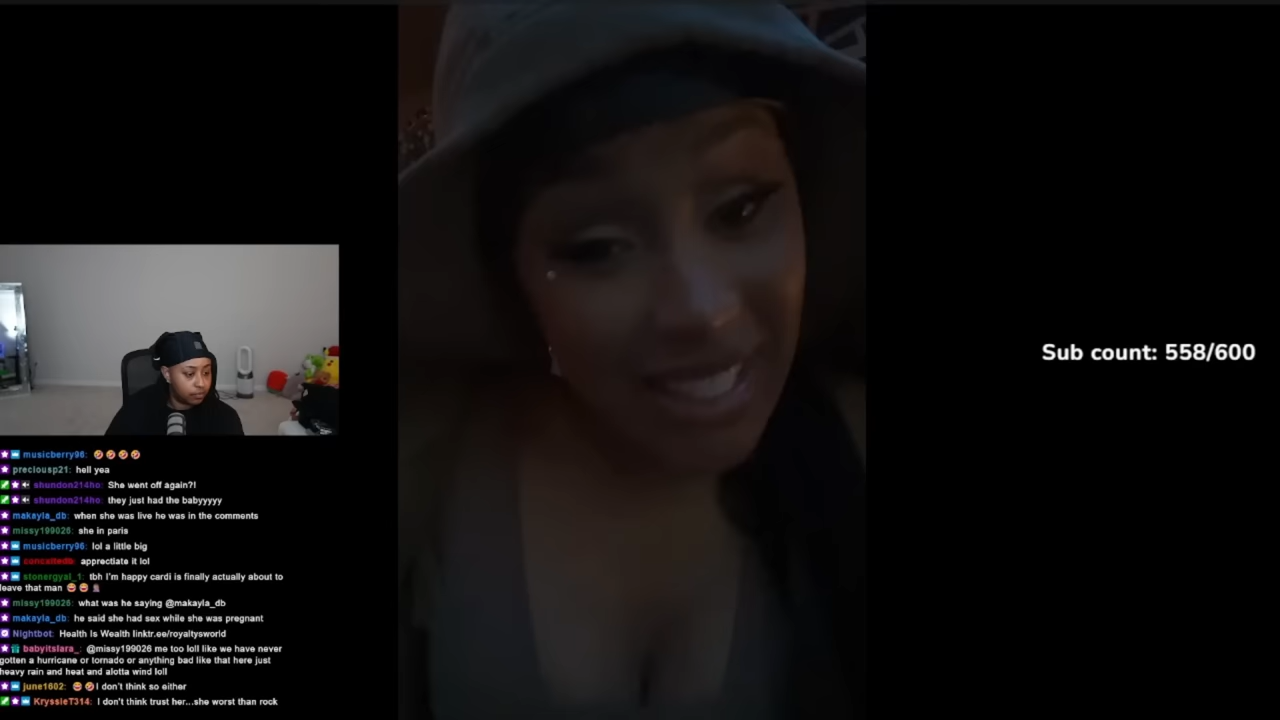 Sub count: 558/600
musicberry96: 🤣 🤣 🤣 🤣
preciousp21: hell yea
shundon214ho: She went off again?!
shundon214ho: they just had the babyyyyy
makayla_db: when she was live he was in the comments
missy199026: she in paris
musicberry96: lol a little big
appreciate it lol
stonergyal_1: tbh I'm happy cardi is finally actually about to
leave that man
missy199026: what was he saying @makayla_db
makayla_db: he said she had sex while she was pregnant
Nightbot: Health Is Wealth linktr.ee/royaltysworld
babyitslara_: @missy199026 me too loll like we have never
gotten a hurricane or tornado or anything bad like that here just
heavy rain and heat and alotta wind loll
june1602: 😂 🤣 I don't think so either
KryssieT314: I don't think trust her...she worst than rock